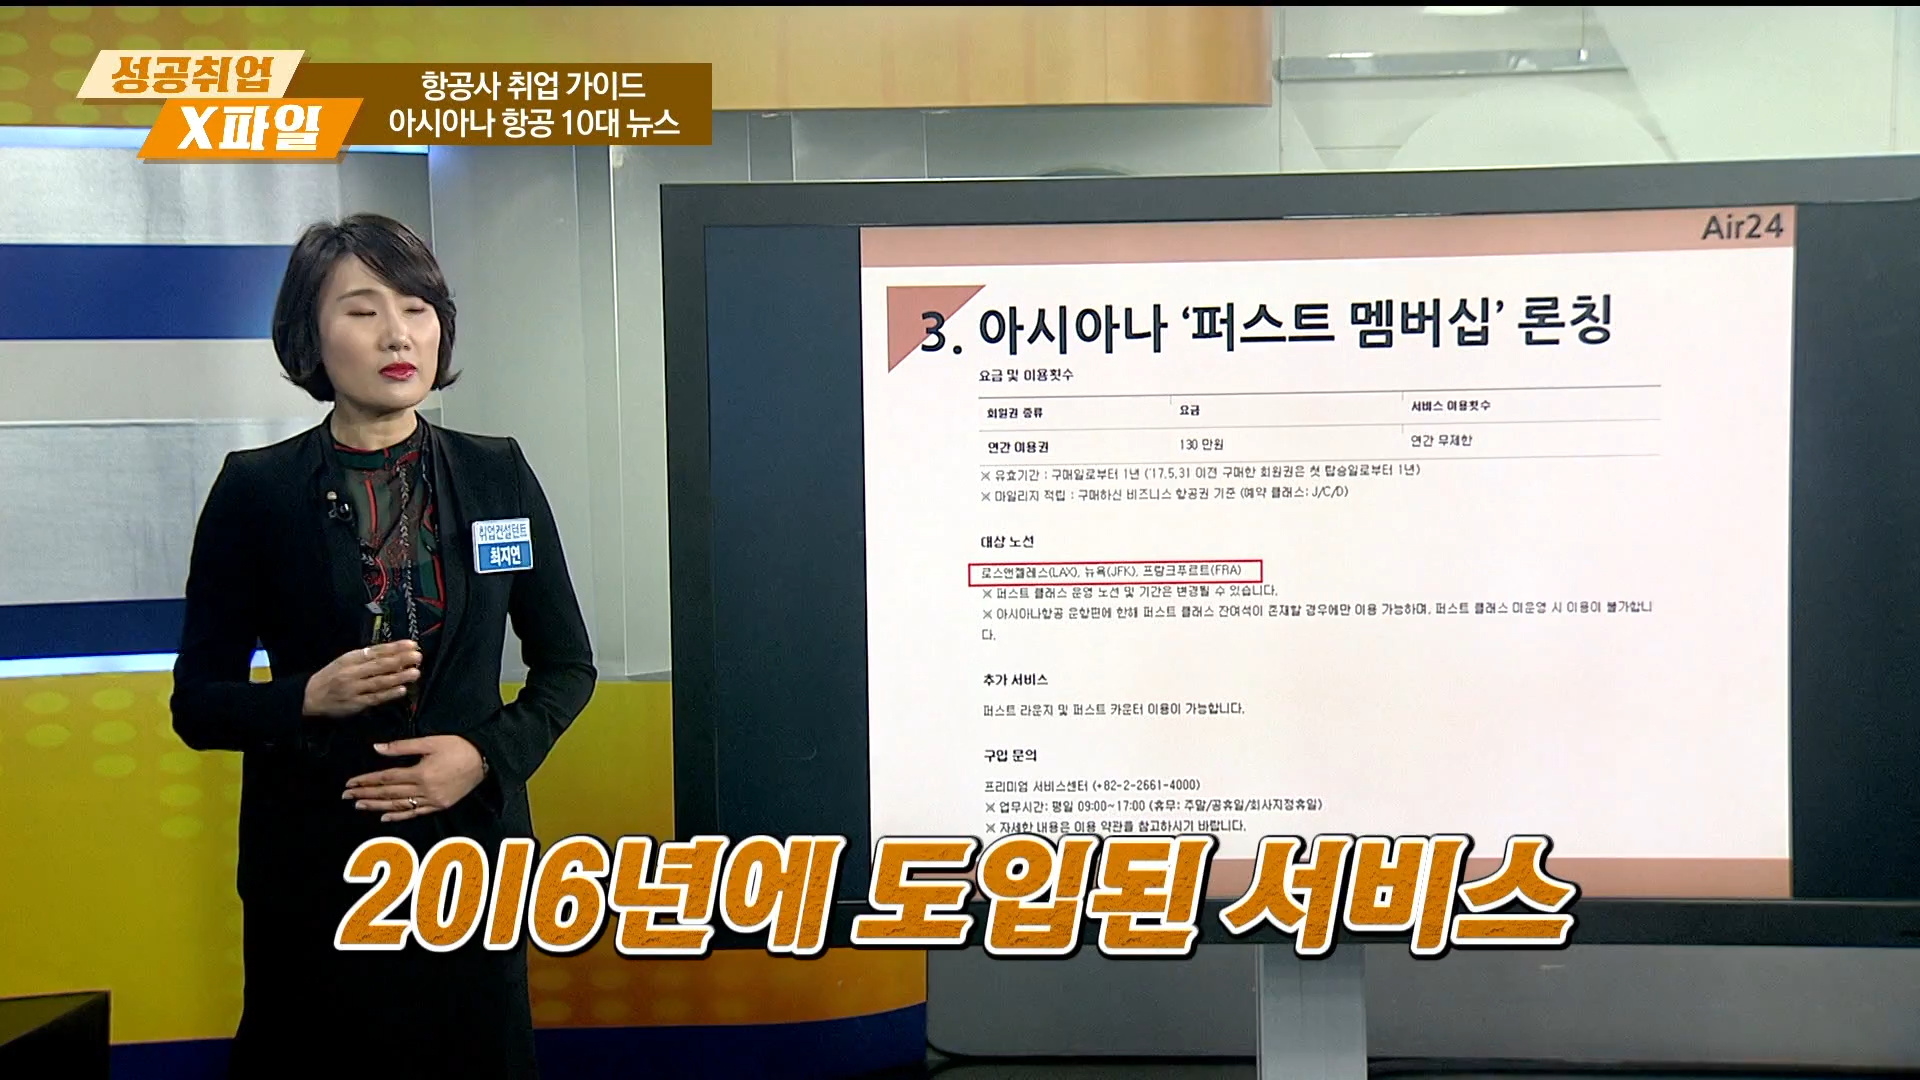 성공취업
X파일
항공사 취업 가이드
아시아나 항공 10대 뉴스
취업컨설턴트
최지연
Air24
3. 아시아나 ‘퍼스트 멤버십’ 론칭
요금 및 이용횟수
회원권 종류 요금 서비스 이용횟수
연간 이용권 130 만원 연간 무제한
※ 유효기간 : 구매일로부터 1년 ('17.5.31 이전 구매한 회원권은 첫 탑승일로부터 1년)
※ 마일리지 적립 : 구매하신 비즈니스 항공권 기준 (예약 클래스: J/C/D)
대상 노선
로스앤젤레스(LAX), 뉴욕(JFK), 프랑크푸르트(FRA)
※ 퍼스트 클래스 운영 노선 및 기간은 변경될 수 있습니다.
※ 아시아나항공 운항편에 한해 퍼스트 클래스 잔여석이 존재할 경우에만 이용 가능하며, 퍼스트 클래스 미운영 시 이용이 불가합니
다.
추가 서비스
퍼스트 라운지 및 퍼스트 카운터 이용이 가능합니다.
구입 문의
프리미엄 서비스센터 (+82-2-2661-4000)
※ 업무시간: 평일 09:00~17:00 (휴무: 주말/공휴일/회사지정휴일)
※ 자세한 내용은 이용 약관을 참고하시기 바랍니다.
2016년에 도입된 서비스